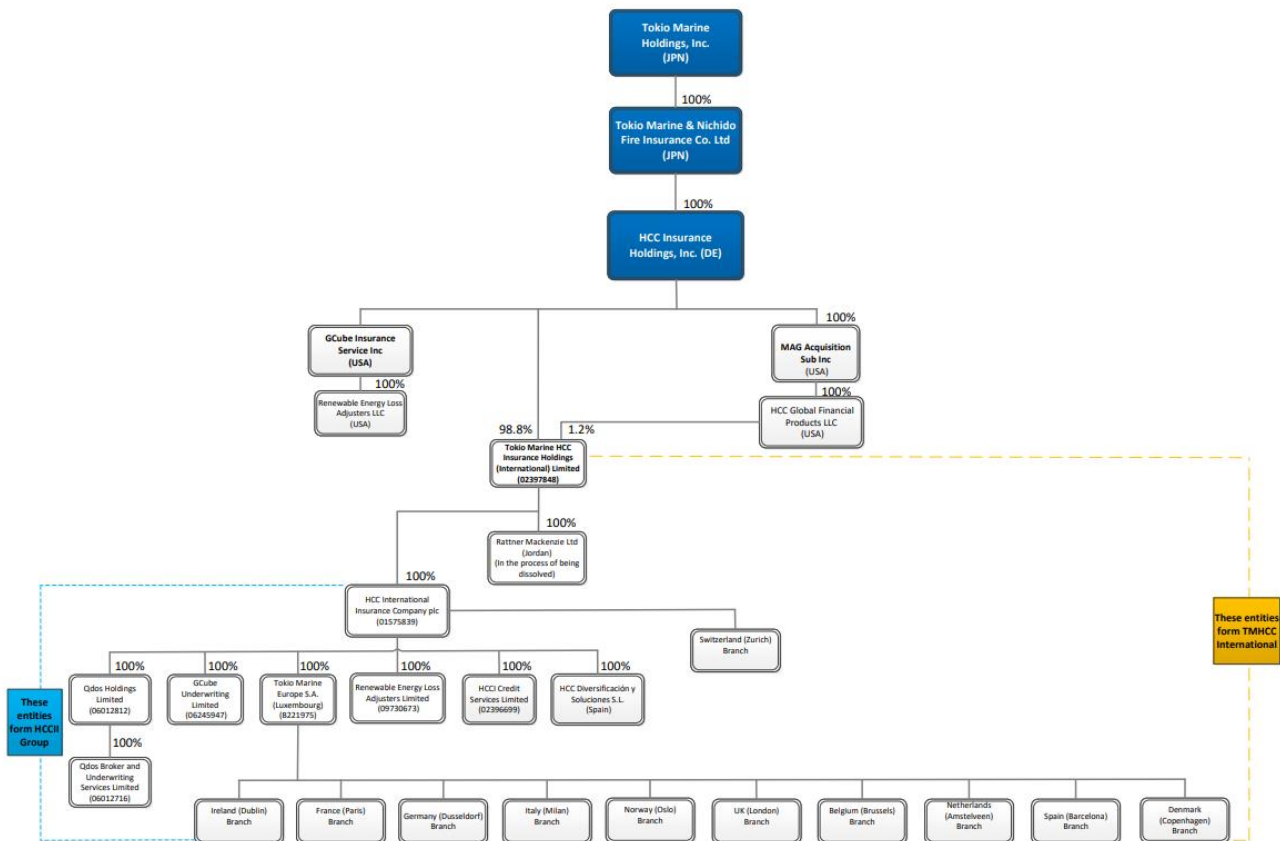 Tokio Marine
Holdings, Inc.
(JPN)
100%
Tokio Marine & Nichido
Fire Insurance Co. Ltd
(JPN)
100%
HCC Insurance
Holdings, Inc. (DE)
GCube Insurance
Service Inc
(USA)
100%
Renewable Energy Loss
Adjusters LLC
(USA)
100%
MAG Acquisition
Sub Inc
(USA)
100%
HCC Global Financial
Products LLC
(USA)
98.8%
1.2%
Tokio Marine HCC
Insurance Holdings
(International) Limited
(02397848)
100%
Rattner Mackenzie Ltd
(Jordan)
(In the process of being
dissolved)
100%
HCC International
Insurance Company plc
(01575839)
Switzerland (Zurich)
Branch
These entities
form TMHCC
International
These
entities
form HCCII
Group
100%
Qdos Holdings
Limited
(06012812)
100%
GCube
Underwriting
Limited
(06245947)
100%
Tokio Marine
Europe S.A.
(Luxembourg)
(B221975)
100%
Renewable Energy Loss
Adjusters Limited
(09730673)
100%
HCCI Credit
Services Limited
(02396699)
100%
HCC Diversificación y
Soluciones S.L.
(Spain)
100%
Qdos Broker and
Underwriting
Services Limited
(06012716)
Ireland (Dublin)
Branch
France (Paris)
Branch
Germany (Dusseldorf)
Branch
Italy (Milan)
Branch
Norway (Oslo)
Branch
UK (London)
Branch
Belgium (Brussels)
Branch
Netherlands
(Amstelveen)
Branch
Spain (Barcelona)
Branch
Denmark
(Copenhagen)
Branch